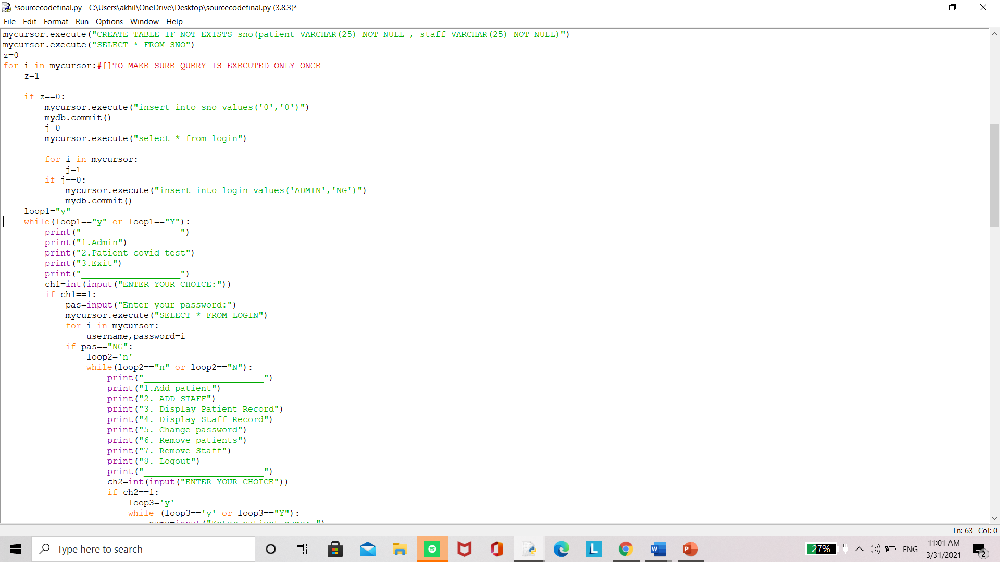 *sourcecodefinal.py - C:\Users\akhil\OneDrive\Desktop\sourcecodefinal.py (3.8.3)*
File Edit Format Run Options Window Help
mycursor.execute("CREATE TABLE IF NOT EXISTS sno(patient VARCHAR(25) NOT NULL , staff VARCHAR(25) NOT NULL)")
mycursor.execute("SELECT * FROM SNO")
z=0
for i in mycursor:#[]TO MAKE SURE QUERY IS EXECUTED ONLY ONCE
    z=1

    if z==0:
        mycursor.execute("insert into sno values('0','0')")
        mydb.commit()
        j=0
        mycursor.execute("select * from login")

        for i in mycursor:
            j=1
        if j==0:
            mycursor.execute("insert into login values('ADMIN','NG')")
            mydb.commit()
    loop1="y"
    while(loop1=="y" or loop1=="Y"):
        print("___________________")
        print("1.Admin")
        print("2.Patient covid test")
        print("3.Exit")
        print("___________________")
        ch1=int(input("ENTER YOUR CHOICE:"))
        if ch1==1:
            pas=input("Enter your password:")
            mycursor.execute("SELECT * FROM LOGIN")
            for i in mycursor:
                username,password=i
            if pas=="NG":
                loop2='n'
                while(loop2=="n" or loop2=="N"):
                    print("_______________________")
                    print("1.Add patient")
                    print("2. ADD STAFF")
                    print("3. Display Patient Record")
                    print("4. Display Staff Record")
                    print("5. Change password")
                    print("6. Remove patients")
                    print("7. Remove Staff")
                    print("8. Logout")
                    print("_______________________")
                    ch2=int(input("ENTER YOUR CHOICE"))
                    if ch2==1:
                        loop3='y'
                        while (loop3=='y' or loop3=="Y"):
                            name=input("Enter patient name: ")
Ln: 63 Col: 0
Type here to search
27%
ENG
11:01 AM
3/31/2021
2